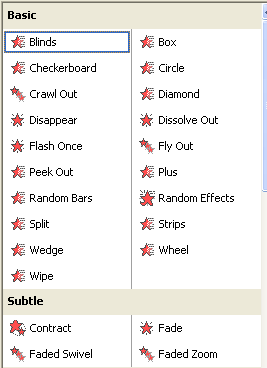 Basic
Blinds Box
Checkerboard Circle
Crawl Out Diamond
Disappear Dissolve Out
Flash Once Fly Out
Peek Out Plus
Random Bars Random Effects
Split Strips
Wedge Wheel
Wipe
Subtle
Contract Fade
Faded Swivel Faded Zoom